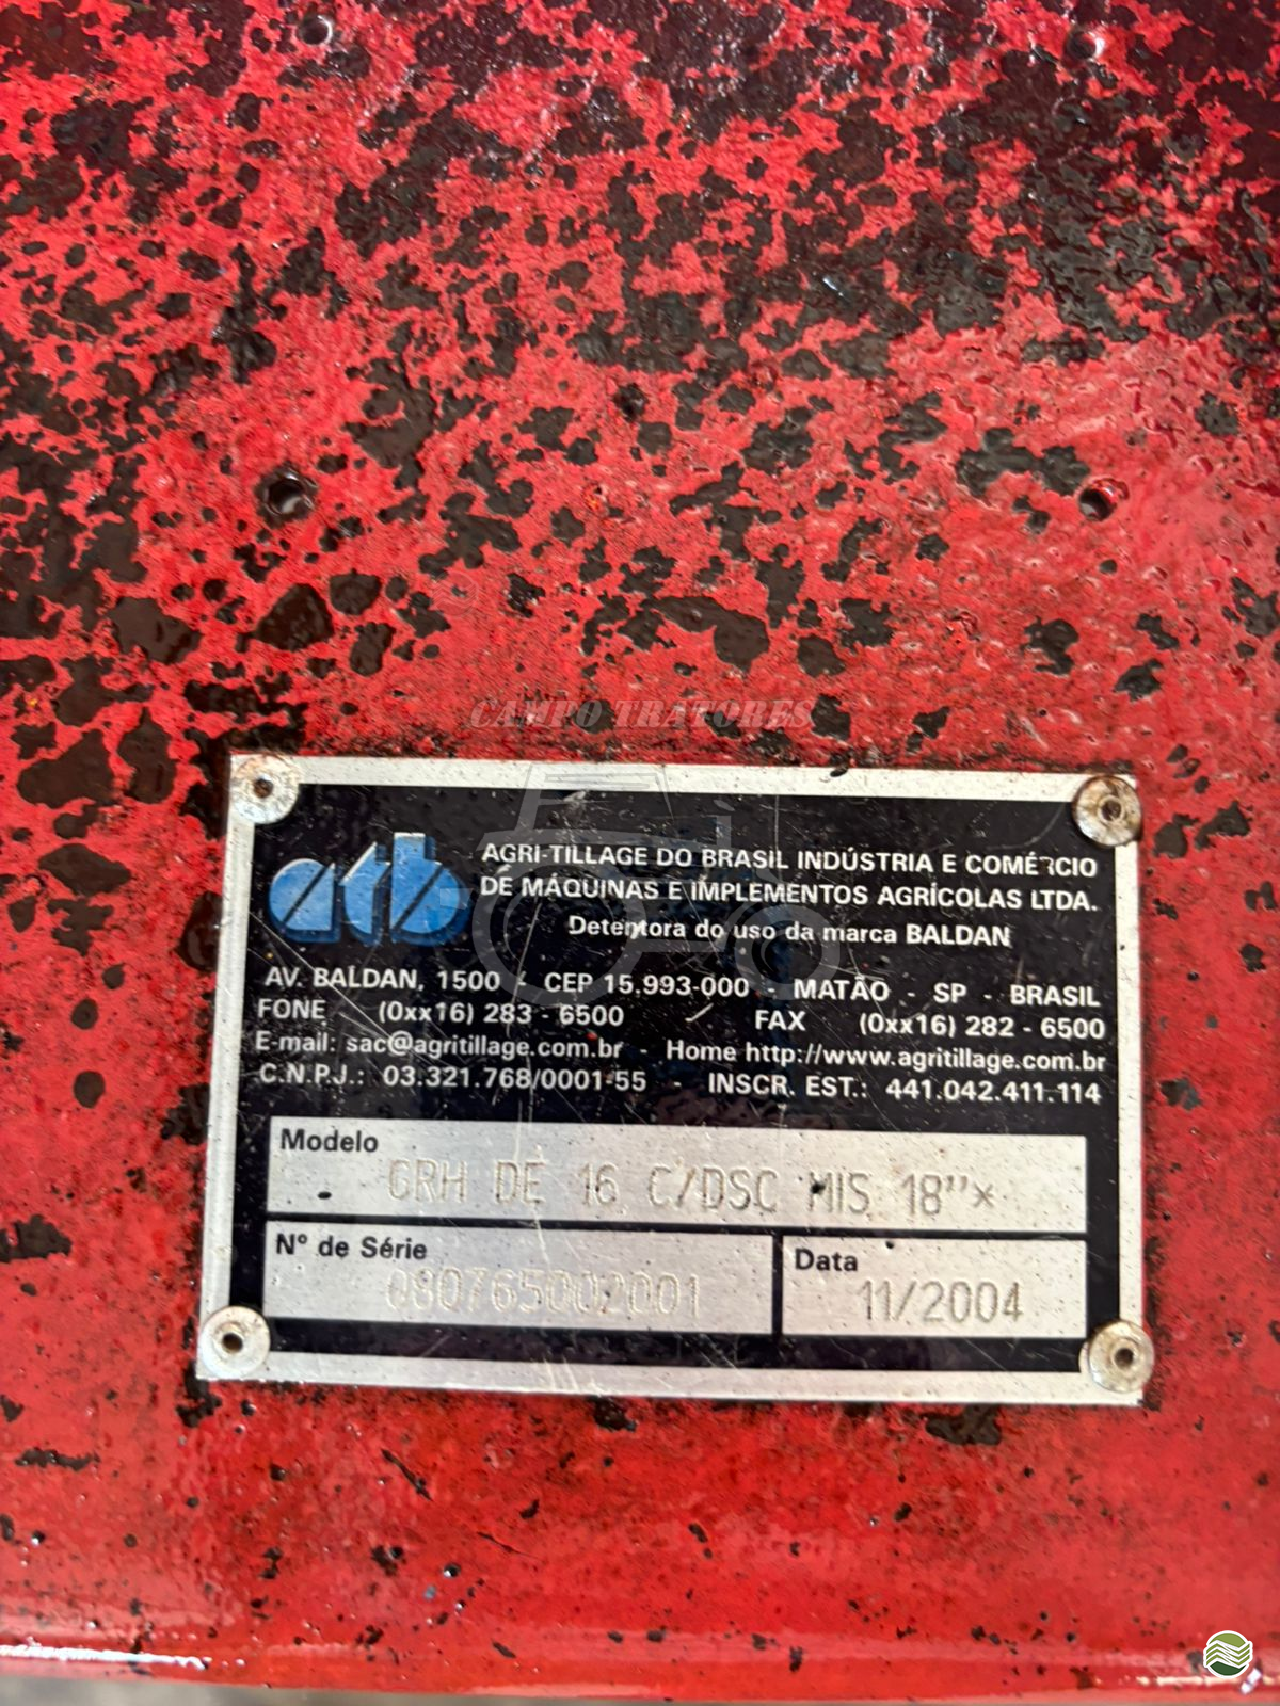 CAMPO TRATORES
atb
AGRI-TILLAGE DO BRASIL INDÚSTRIA E COMÉRCIO
DE MÁQUINAS E IMPLEMENTOS AGRÍCOLAS LTDA.
Detentora do uso da marca BALDAN
AV. BALDAN, 1500 - CEP 15.993-000 - MATÃO - SP - BRASIL
FONE (0xx16) 283 - 6500 FAX (0xx16) 282 - 6500
E-mail: sac@agritillage.com.br - Home http://www.agritillage.com.br
C.N.P.J.: 03.321.768/0001-55 - INSCR. EST.: 441.042.411.114
Modelo
GRH DE 16 C/DSC MIS 18"×
N° de Série
080765002001
Data
11/2004